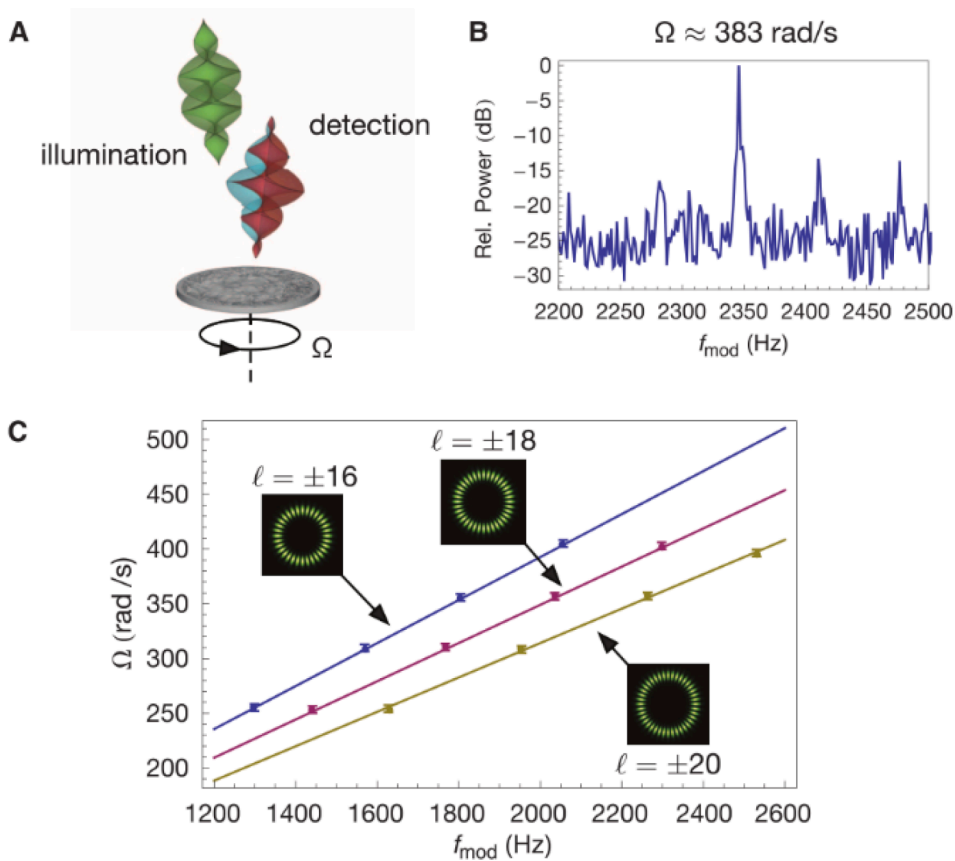 A
illumination
detection
Ω
B
Ω ≈ 383 rad/s
Rel. Power (dB)
0
−5
−10
−15
−20
−25
−30
2200 2250 2300 2350 2400 2450 2500
f_mod (Hz)
C
Ω (rad /s)
500
450
400
350
300
250
200
ℓ = ±16
ℓ = ±18
ℓ = ±20
1200 1400 1600 1800 2000 2200 2400 2600
f_mod (Hz)